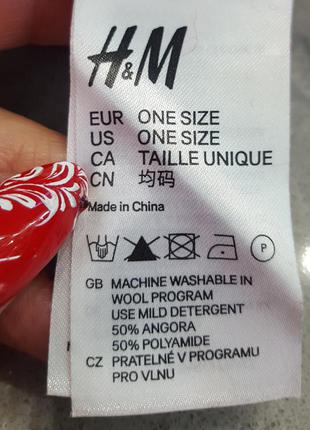 H&M
EUR ONE SIZE
US ONE SIZE
CA TAILLE UNIQUE
CN 均码
Made in China
P
GB MACHINE WASHABLE IN
WOOL PROGRAM
USE MILD DETERGENT
50% ANGORA
50% POLYAMIDE
CZ PRATELNÉ V PROGRAMU
PRO VLNU